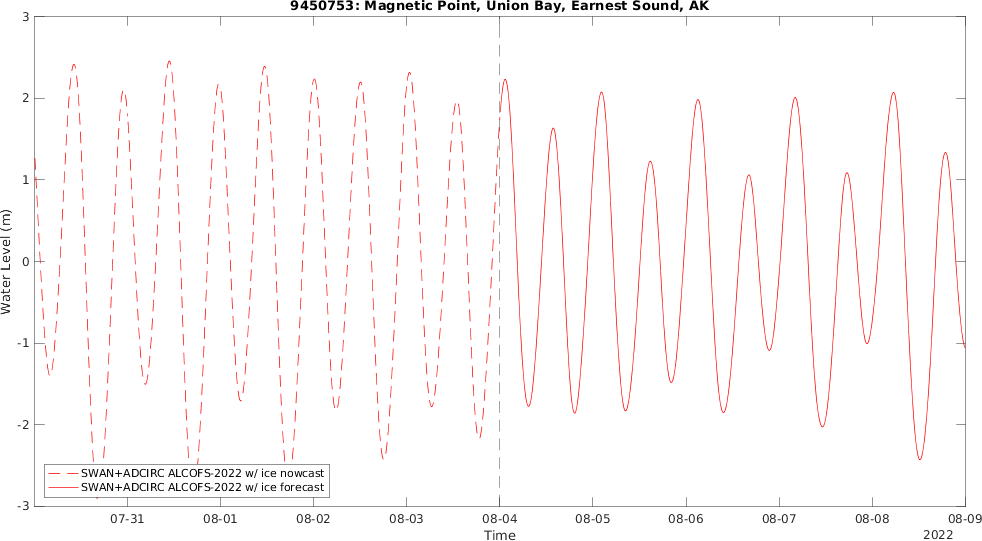 9450753: Magnetic Point, Union Bay, Earnest Sound, AK
Water Level (m)
3
2
1
0
-1
-2
-3
SWAN+ADCIRC ALCOFS-2022 w/ ice nowcast
SWAN+ADCIRC ALCOFS-2022 w/ ice forecast
07-31 08-01 08-02 08-03 08-04 08-05 08-06 08-07 08-08 08-09
Time
2022